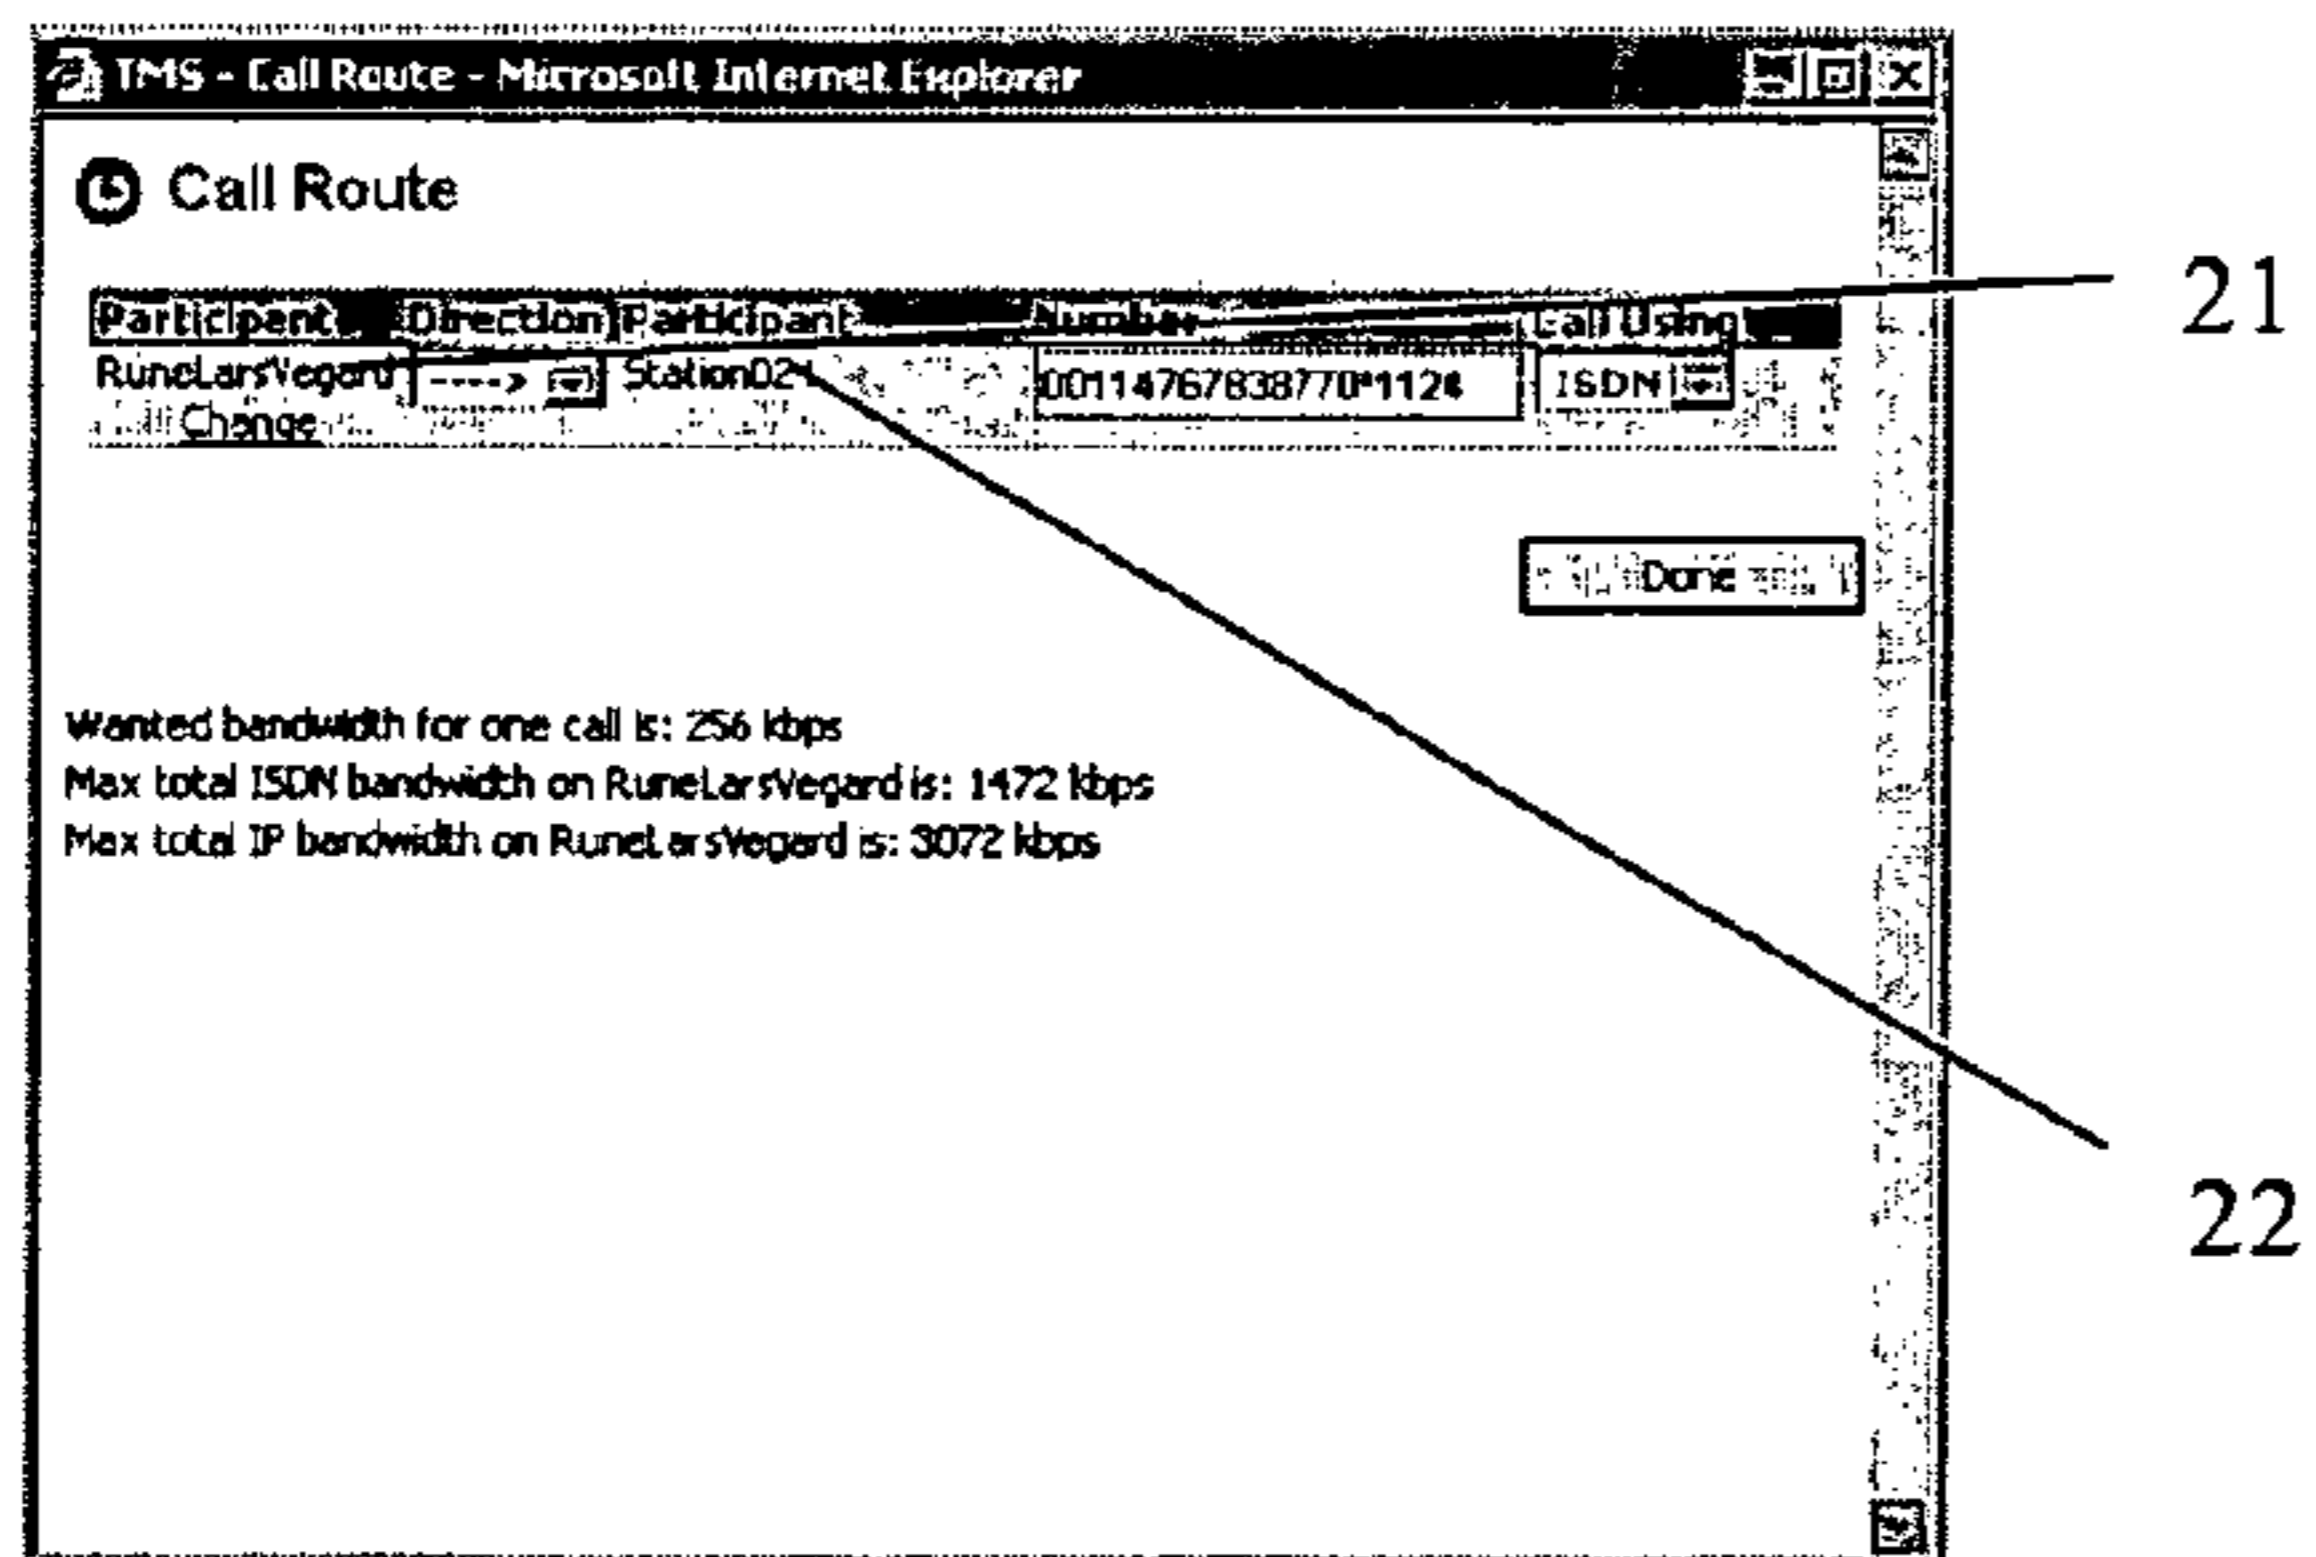 TMS - Call Route - Microsoft Internet Explorer
Call Route
21
Participant Direction Participant Number Call Using
RuneLarsVegard ----> Station02 00114767838770*1124 ISDN
Change
Done
Wanted bandwidth for one call is: 256 kbps
Max total ISDN bandwidth on RuneLarsVegard is: 1472 kbps
Max total IP bandwidth on RuneLarsVegard is: 3072 kbps
22